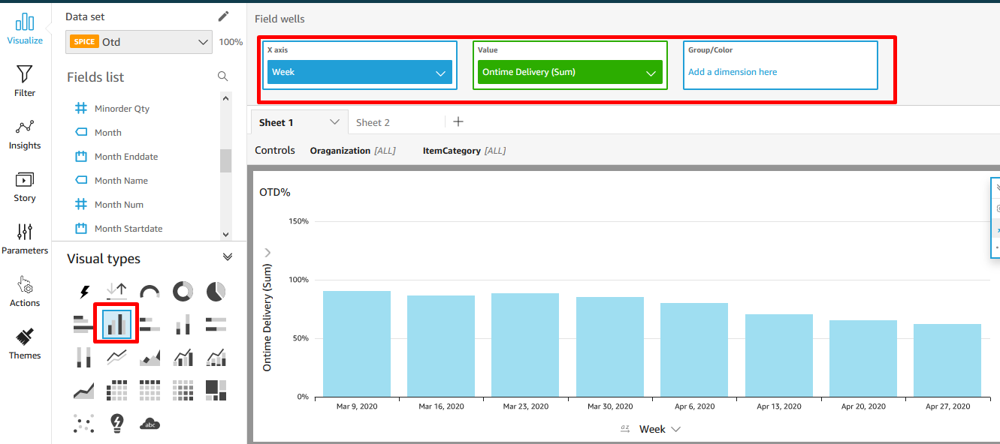 Visualize
Filter
Insights
Story
Parameters
Actions
Themes
Data set
SPICE Otd 100%
Fields list
Minorder Qty
Month
Month Enddate
Month Name
Month Num
Month Startdate
Visual types
abc
Field wells
X axis Value Group/Color
Week Ontime Delivery (Sum) Add a dimension here
Sheet 1 Sheet 2
Controls Oraganization [ALL] ItemCategory [ALL]
OTD%
Ontime Delivery (Sum)
150%
100%
50%
0%
Mar 9, 2020 Mar 16, 2020 Mar 23, 2020 Mar 30, 2020 Apr 6, 2020 Apr 13, 2020 Apr 20, 2020 Apr 27, 2020
az Week